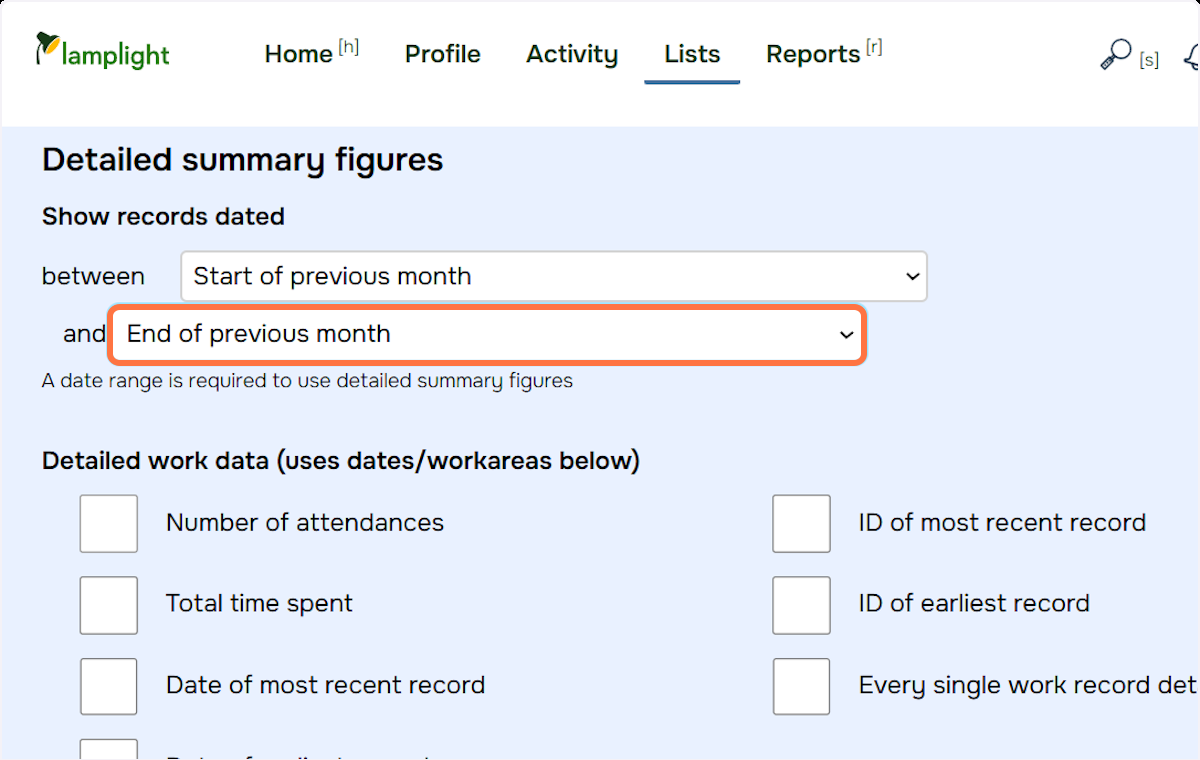 lamplight
Home [h] Profile Activity Lists Reports [r] [s]
Detailed summary figures
Show records dated
between Start of previous month
and End of previous month
A date range is required to use detailed summary figures
Detailed work data (uses dates/workareas below)
Number of attendances ID of most recent record
Total time spent ID of earliest record
Date of most recent record Every single work record det